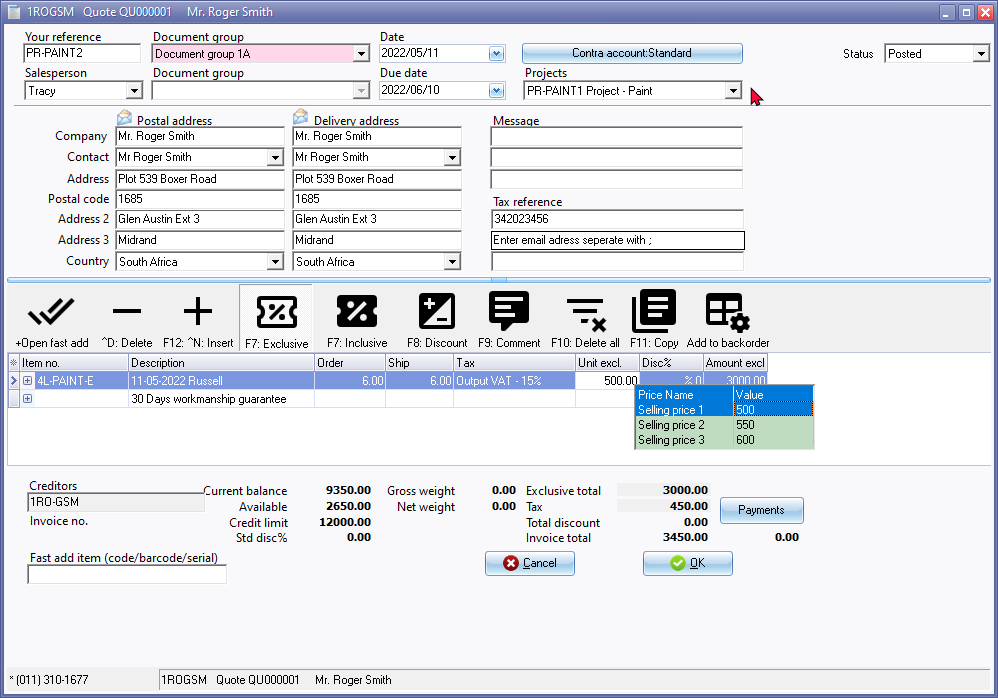 1ROGSM Quote QU000001 Mr. Roger Smith
Your reference Document group Date
PR-PAINT2 Document group 1A 2022/05/11 Contra account:Standard Status Posted
Salesperson Document group Due date Projects
Tracy 2022/06/10 PR-PAINT1 Project - Paint
Postal address Delivery address Message
Company Mr. Roger Smith Mr. Roger Smith
Contact Mr Roger Smith Mr Roger Smith
Address Plot 539 Boxer Road Plot 539 Boxer Road
Postal code 1685 1685 Tax reference
Address 2 Glen Austin Ext 3 Glen Austin Ext 3 342023456
Address 3 Midrand Midrand Enter email adress seperate with ;
Country South Africa South Africa
+Open fast add ^D: Delete F12: ^N: Insert F7: Exclusive F7: Inclusive F8: Discount F9: Comment F10: Delete all F11: Copy Add to backorder
Item no. Description Order Ship Tax Unit excl. Disc% Amount excl
4L-PAINT-E 11-05-2022 Russell 6.00 6.00 Output VAT - 15% 500.00 % 0 3000.00
30 Days workmanship guarantee
Price Name Value
Selling price 1 500
Selling price 2 550
Selling price 3 600
Creditors Current balance 9350.00 Gross weight 0.00 Exclusive total 3000.00
1RO-GSM Available 2650.00 Net weight 0.00 Tax 450.00 Payments
Invoice no. Credit limit 12000.00 Total discount 0.00
Std disc% 0.00 Invoice total 3450.00 0.00
Fast add item (code/barcode/serial) Cancel OK
* (011) 310-1677 1ROGSM Quote QU000001 Mr. Roger Smith